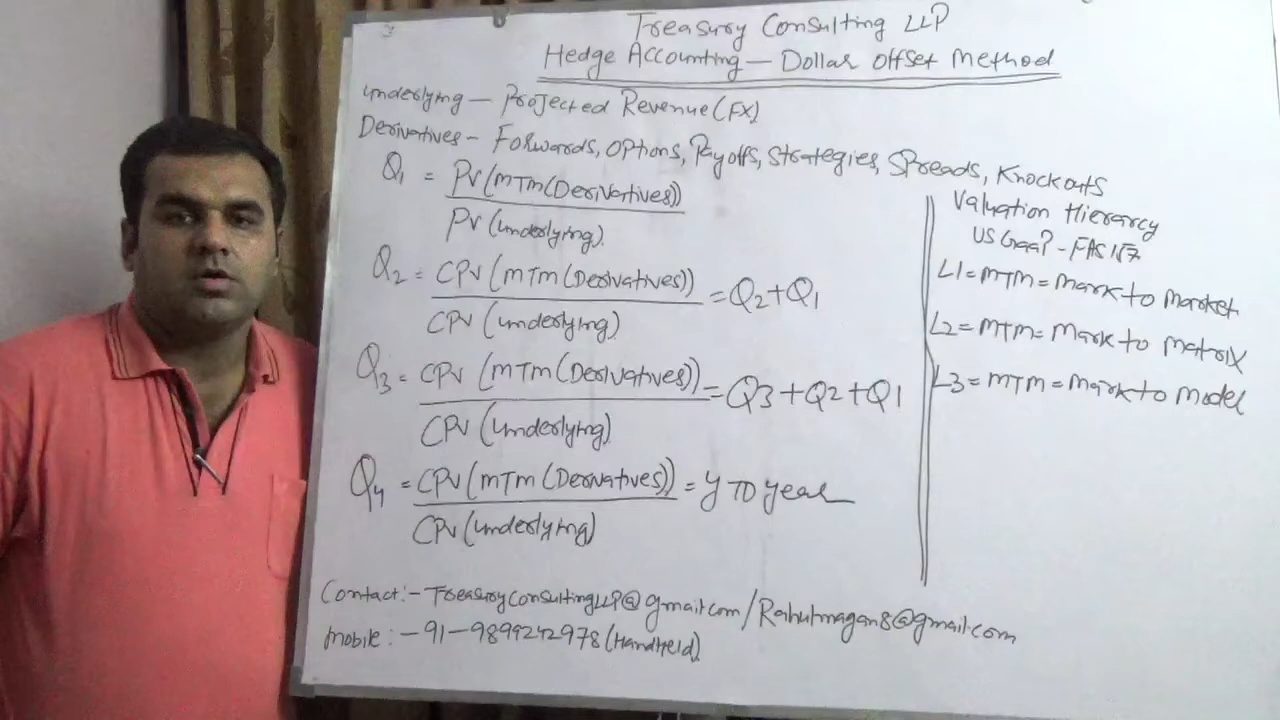 Treasury Consulting LLP
Hedge Accounting — Dollar Offset Method
Underlying — Projected Revenue (FX)
Derivatives — Forwards, Options, Payoffs, Strategies, Spreads, Knockouts
Q1 = PV (MTM (Derivatives))
PV (Underlying)
Q2 = CPV (MTM (Derivatives)) = Q2 + Q1
CPV (Underlying)
Q3 = CPV (MTM (Derivatives)) = Q3 + Q2 + Q1
CPV (Underlying)
Q4 = CPV (MTM (Derivatives)) = Y TO year
CPV (Underlying)
Valuation Hierarcy
US GaaP - FAS 157
L1 = MTM = Mark to Market
L2 = MTM = Mark to Matrix
L3 = MTM = Mark to Model
Contact:- TreasuryconsultingLLP@gmail.com / Rahulmagan8@gmail.com
Mobile :- 91-9899242978 (Handheld)